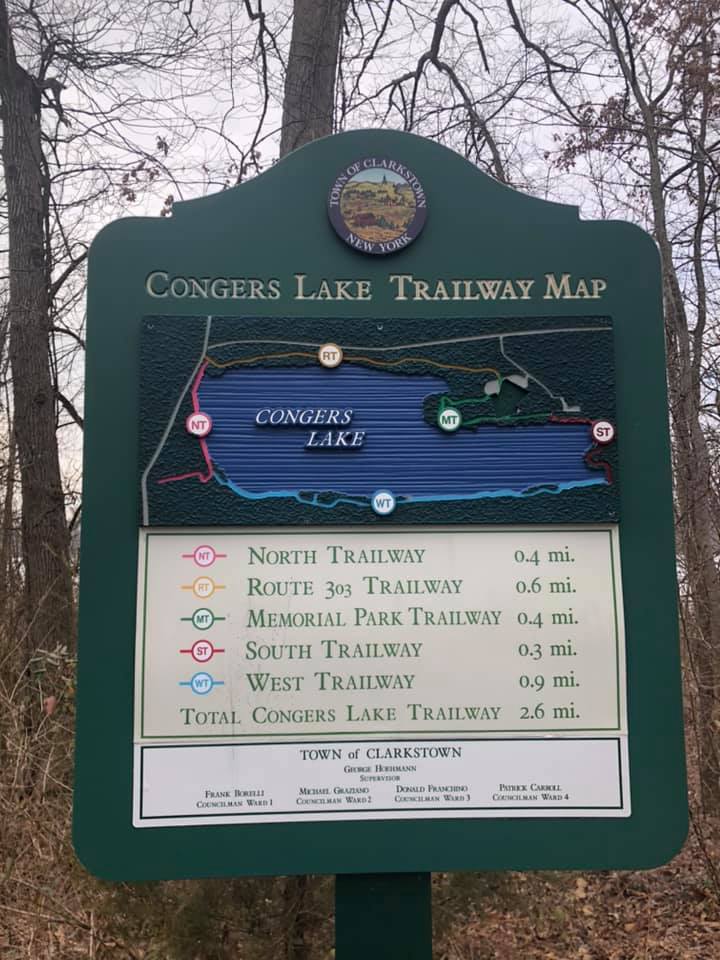 TOWN OF CLARKSTOWN
NEW YORK
CONGERS LAKE TRAILWAY MAP
RT
NT
CONGERS
LAKE
MT
ST
WT
NT NORTH TRAILWAY 0.4 mi.
RT ROUTE 303 TRAILWAY 0.6 mi.
MT MEMORIAL PARK TRAILWAY 0.4 mi.
ST SOUTH TRAILWAY 0.3 mi.
WT WEST TRAILWAY 0.9 mi.
TOTAL CONGERS LAKE TRAILWAY 2.6 mi.
TOWN of CLARKSTOWN
GEORGE HOEHMANN
SUPERVISOR
FRANK BORELLI MICHAEL GRAZIANO DONALD FRANCHINO PATRICK CARROLL
COUNCILMAN WARD 1 COUNCILMAN WARD 2 COUNCILMAN WARD 3 COUNCILMAN WARD 4